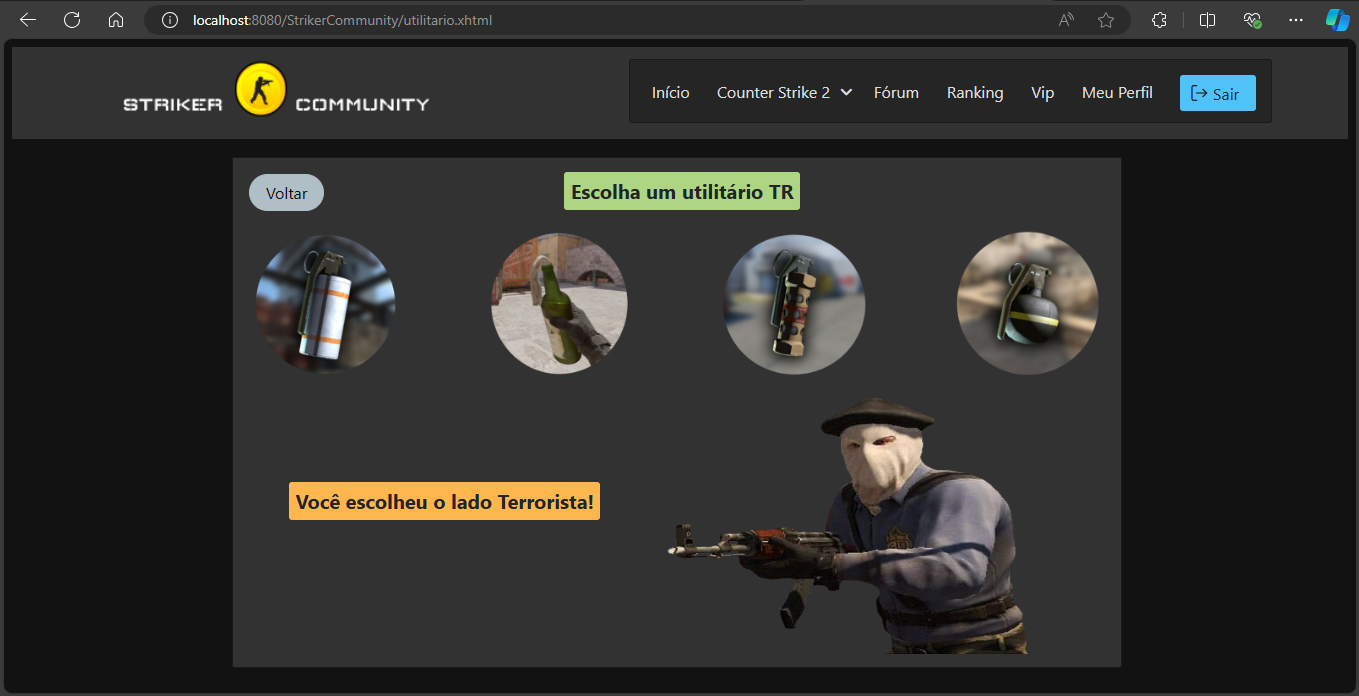 localhost:8080/StrikerCommunity/utilitario.xhtml
STRIKER COMMUNITY
Início Counter Strike 2 Fórum Ranking Vip Meu Perfil Sair
Voltar
Escolha um utilitário TR
Você escolheu o lado Terrorista!